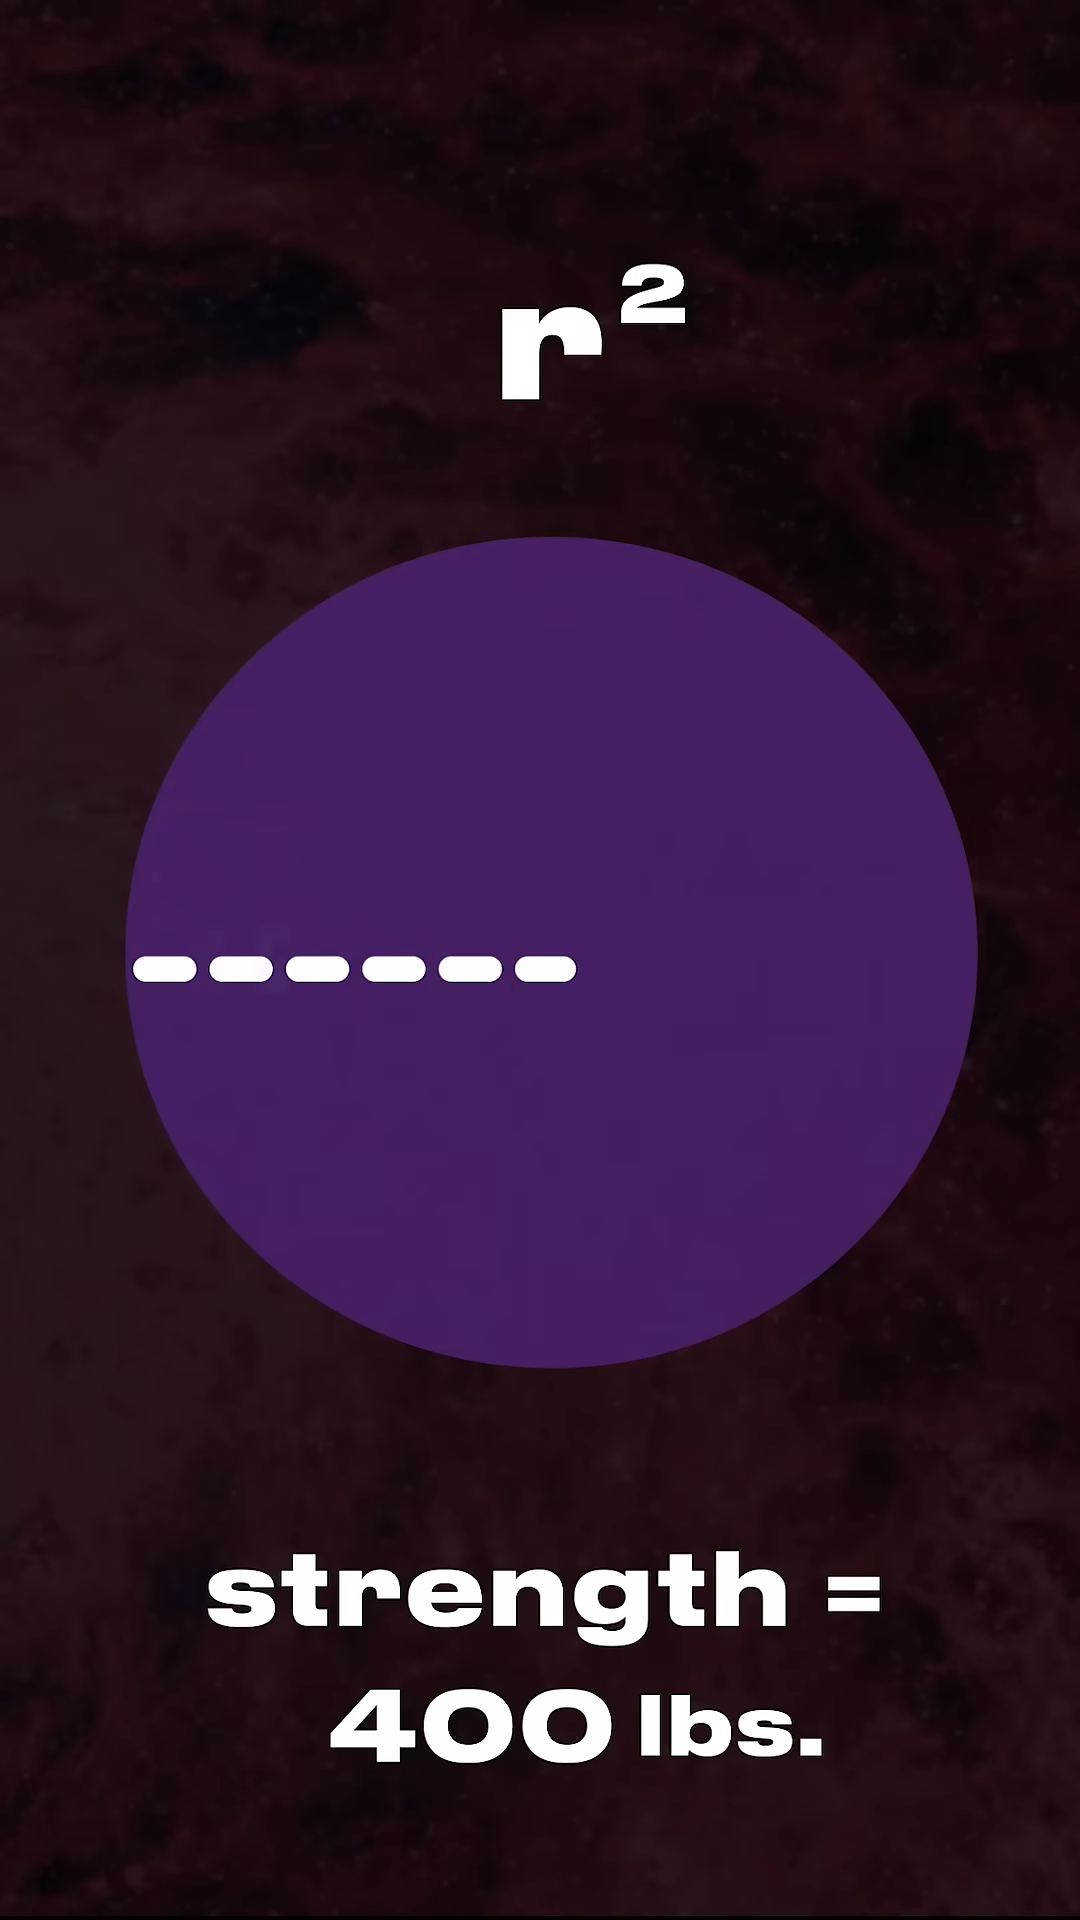 r²
strength =
400 lbs.